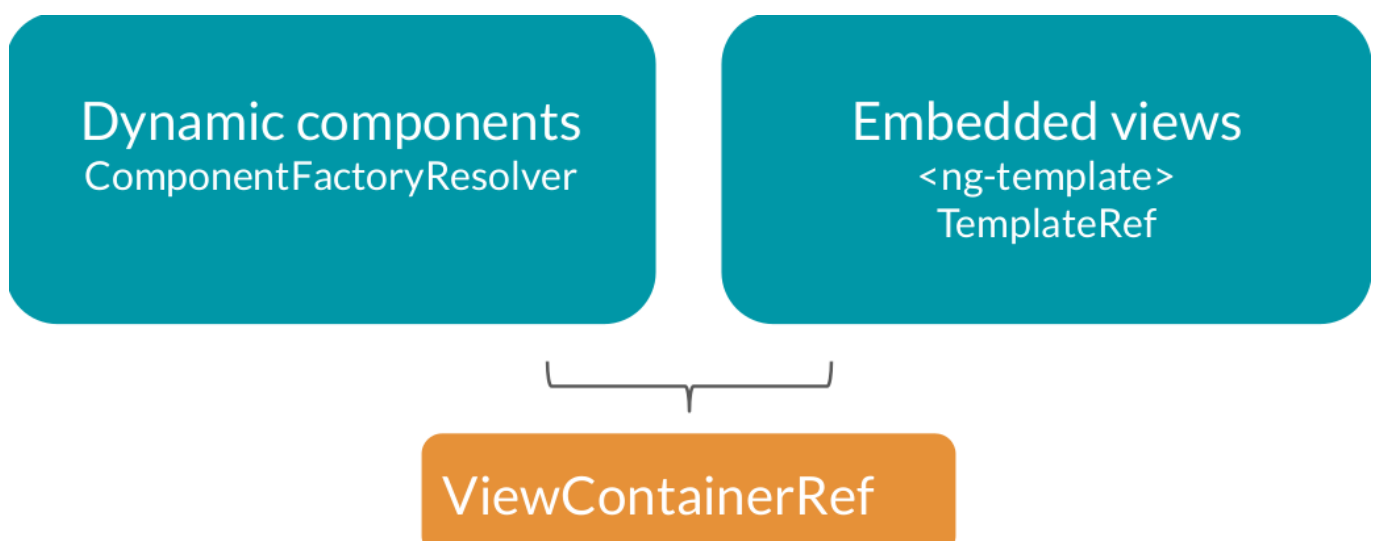 Dynamic components
ComponentFactoryResolver
Embedded views
<ng-template>
TemplateRef
ViewContainerRef